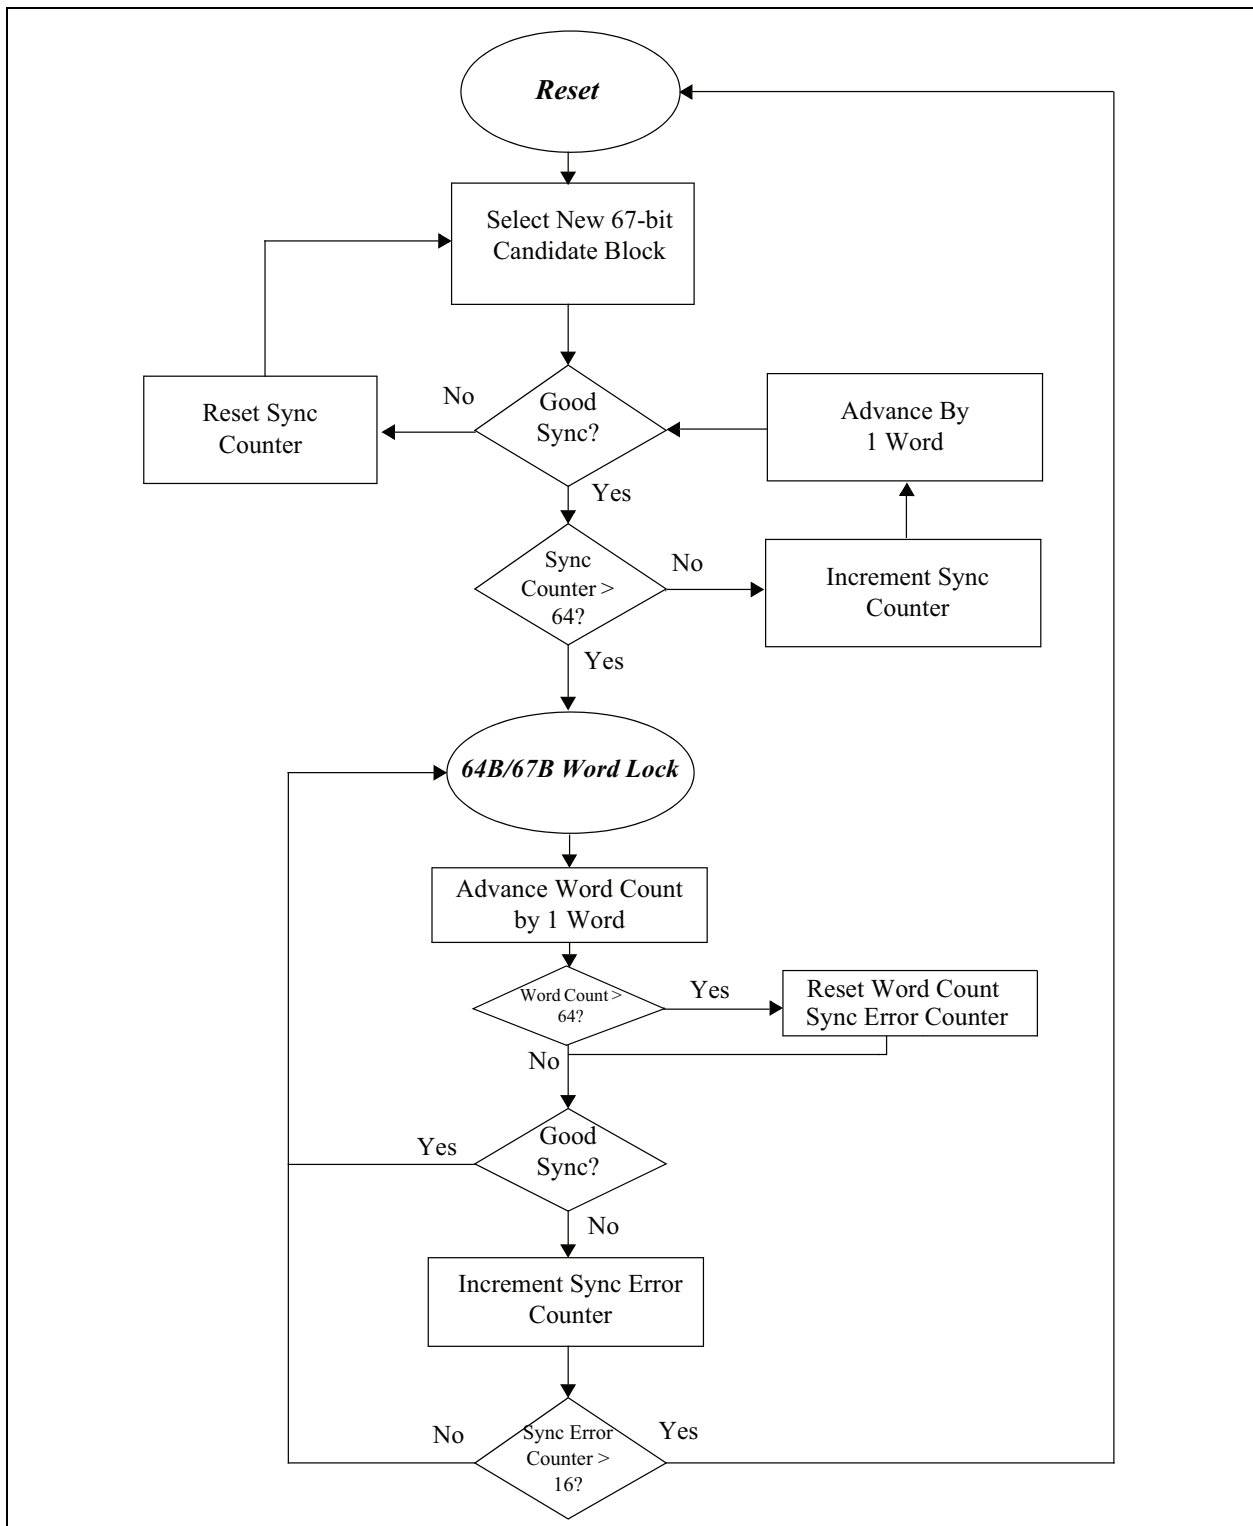 Reset
Select New 67-bit
Candidate Block
No
Good
Sync?
Reset Sync
Counter
Advance By
1 Word
Yes
Sync
Counter >
64?
No
Increment Sync
Counter
Yes
64B/67B Word Lock
Advance Word Count
by 1 Word
Word Count >
64?
Yes
Reset Word Count
Sync Error Counter
No
Good
Sync?
Yes
No
Increment Sync Error
Counter
No
Sync Error
Counter >
16?
Yes